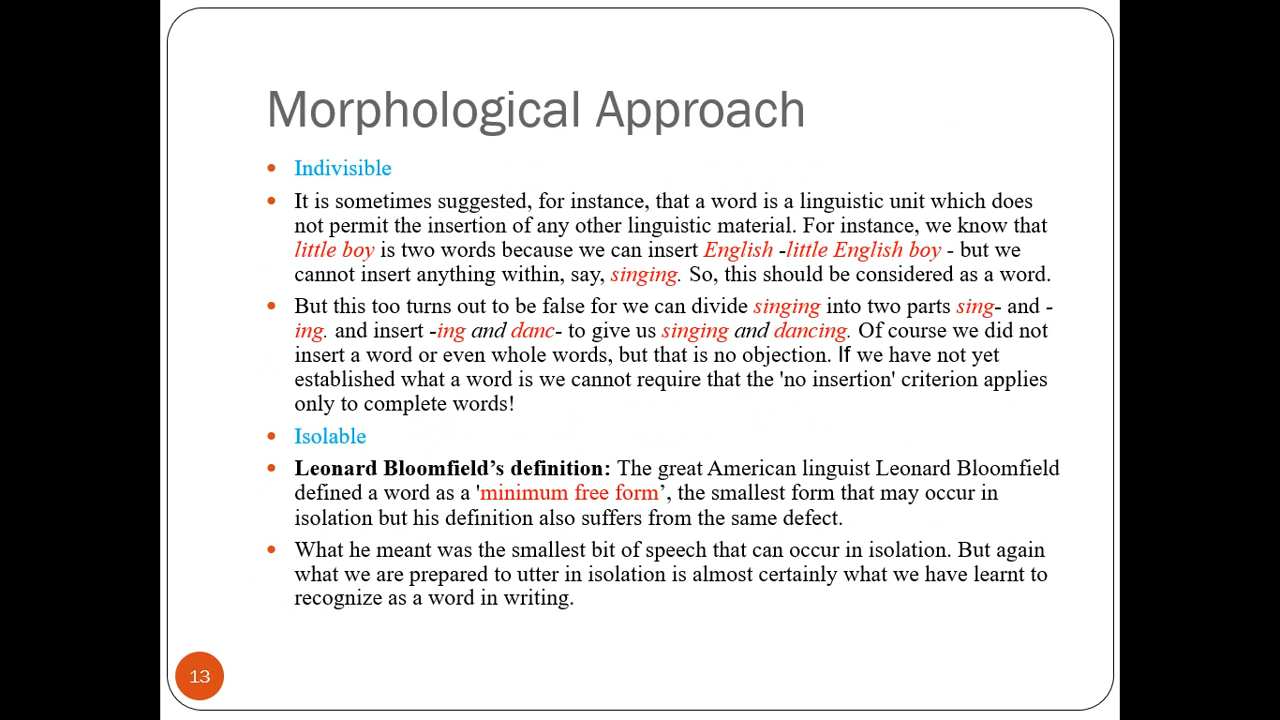 Morphological Approach
• Indivisible
• It is sometimes suggested, for instance, that a word is a linguistic unit which does
not permit the insertion of any other linguistic material. For instance, we know that
little boy is two words because we can insert English -little English boy - but we
cannot insert anything within, say, singing. So, this should be considered as a word.
• But this too turns out to be false for we can divide singing into two parts sing- and -
ing. and insert -ing and danc- to give us singing and dancing. Of course we did not
insert a word or even whole words, but that is no objection. If we have not yet
established what a word is we cannot require that the 'no insertion' criterion applies
only to complete words!
• Isolable
• Leonard Bloomfield’s definition: The great American linguist Leonard Bloomfield
defined a word as a 'minimum free form’, the smallest form that may occur in
isolation but his definition also suffers from the same defect.
• What he meant was the smallest bit of speech that can occur in isolation. But again
what we are prepared to utter in isolation is almost certainly what we have learnt to
recognize as a word in writing.
13